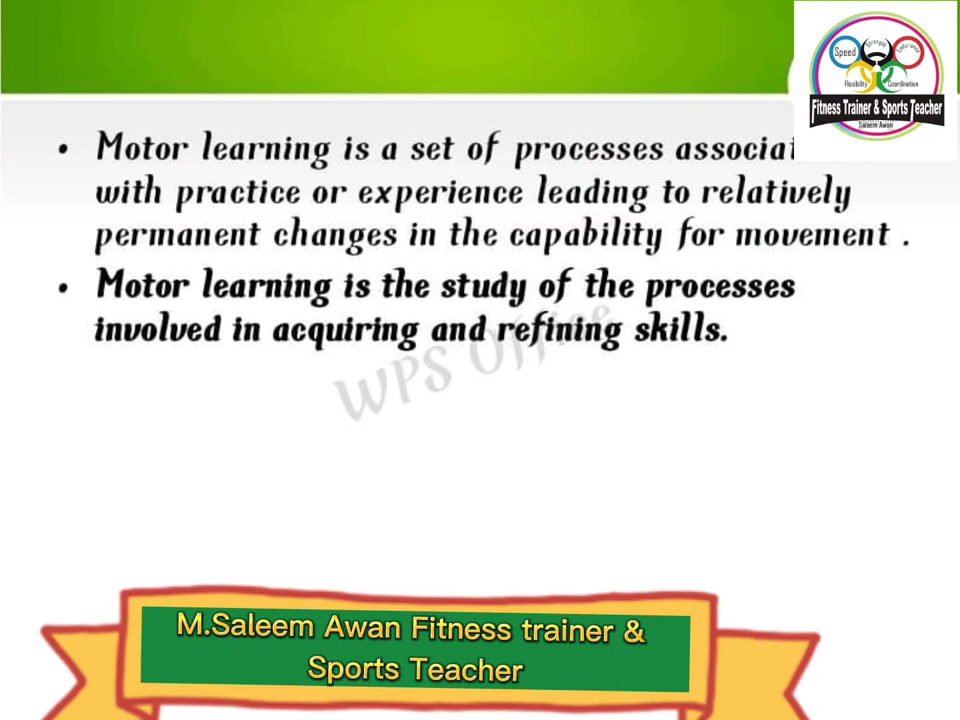 Speed
Strength
Endurance
Flexibility
Coordination
Fitness Trainer & Sports Teacher
Saleem Awan
• Motor learning is a set of processes associat
with practice or experience leading to relatively
permanent changes in the capability for movement .
• Motor learning is the study of the processes
involved in acquiring and refining skills.
WPS Office
M.Saleem Awan Fitness trainer &
Sports Teacher